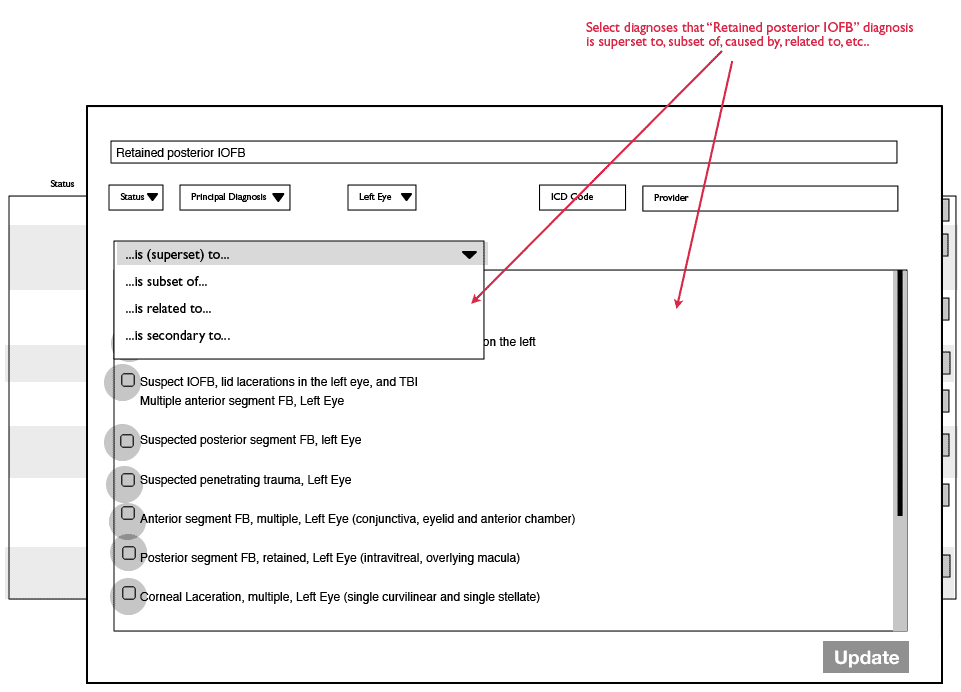 Select diagnoses that “Retained posterior IOFB” diagnosis
is superset to, subset of, caused by, related to, etc..
Retained posterior IOFB
Status
Status
Principal Diagnosis
Left Eye
ICD Code
Provider
...is (superset) to...
...is subset of...
...is related to...
...is secondary to...
on the left
Suspect IOFB, lid lacerations in the left eye, and TBI
Multiple anterior segment FB, Left Eye
Suspected posterior segment FB, left Eye
Suspected penetrating trauma, Left Eye
Anterior segment FB, multiple, Left Eye (conjunctiva, eyelid and anterior chamber)
Posterior segment FB, retained, Left Eye (intravitreal, overlying macula)
Corneal Laceration, multiple, Left Eye (single curvilinear and single stellate)
Update